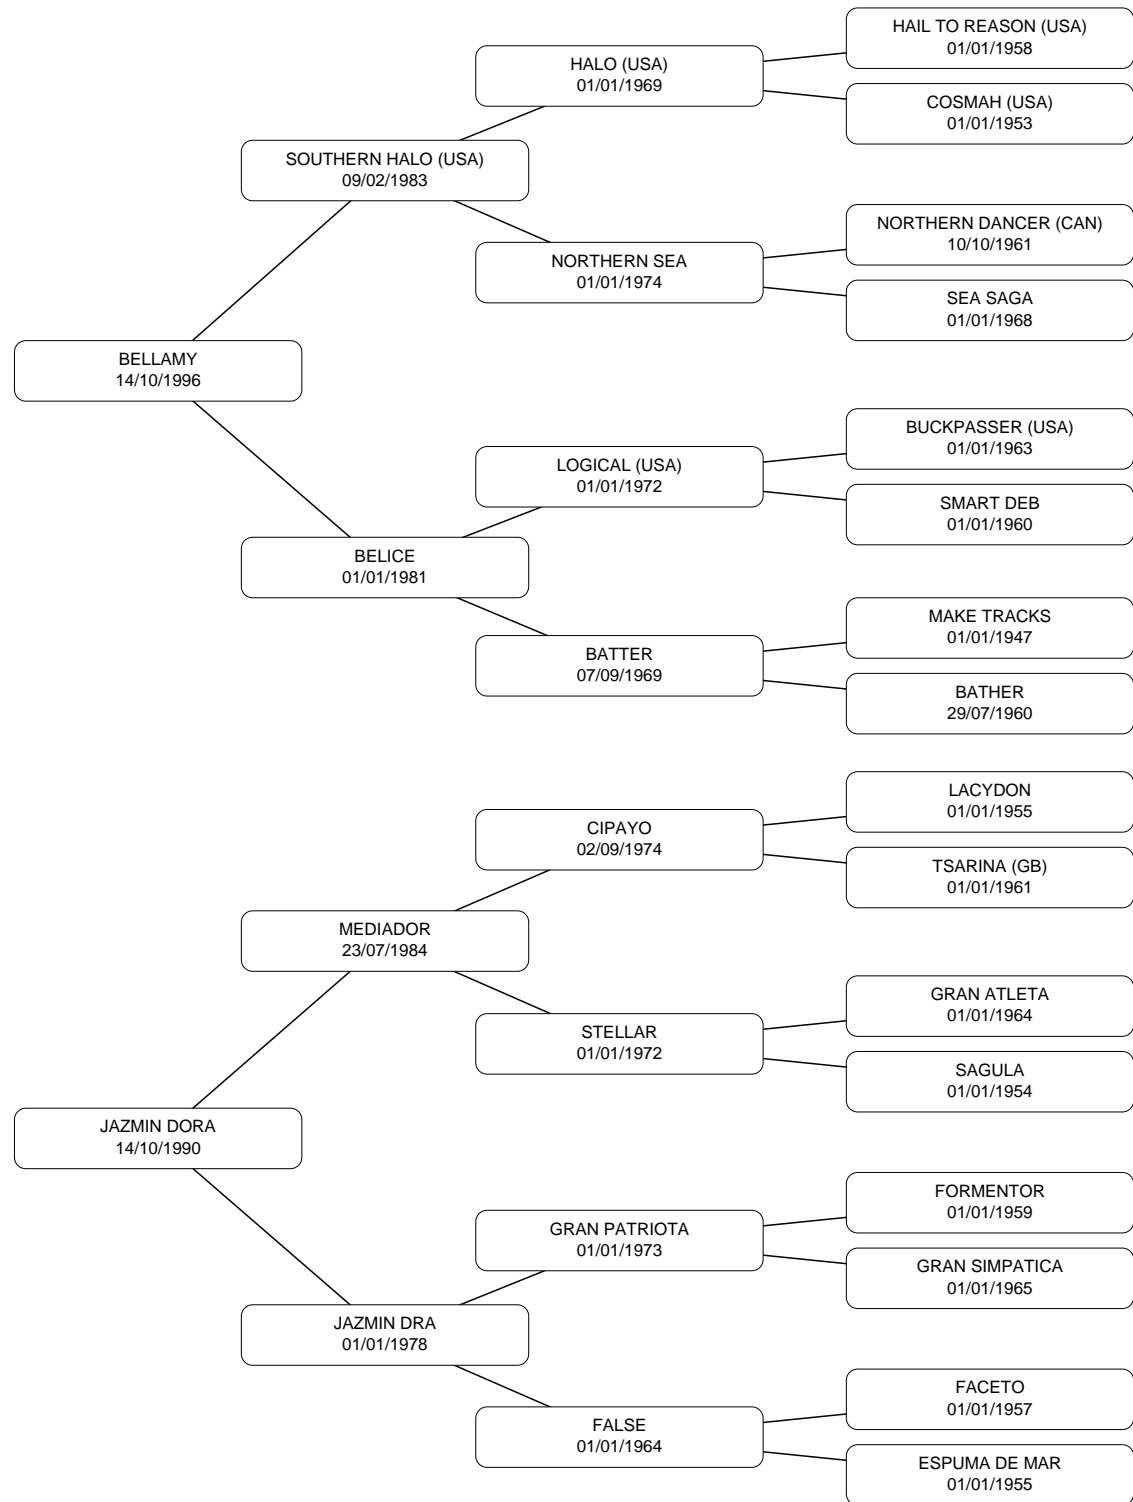 HAIL TO REASON (USA)
01/01/1958
HALO (USA)
01/01/1969
COSMAH (USA)
01/01/1953
SOUTHERN HALO (USA)
09/02/1983
NORTHERN DANCER (CAN)
10/10/1961
NORTHERN SEA
01/01/1974
SEA SAGA
01/01/1968
BELLAMY
14/10/1996
BUCKPASSER (USA)
01/01/1963
LOGICAL (USA)
01/01/1972
SMART DEB
01/01/1960
BELICE
01/01/1981
MAKE TRACKS
01/01/1947
BATTER
07/09/1969
BATHER
29/07/1960
LACYDON
01/01/1955
CIPAYO
02/09/1974
TSARINA (GB)
01/01/1961
MEDIADOR
23/07/1984
GRAN ATLETA
01/01/1964
STELLAR
01/01/1972
SAGULA
01/01/1954
JAZMIN DORA
14/10/1990
FORMENTOR
01/01/1959
GRAN PATRIOTA
01/01/1973
GRAN SIMPATICA
01/01/1965
JAZMIN DRA
01/01/1978
FACETO
01/01/1957
FALSE
01/01/1964
ESPUMA DE MAR
01/01/1955